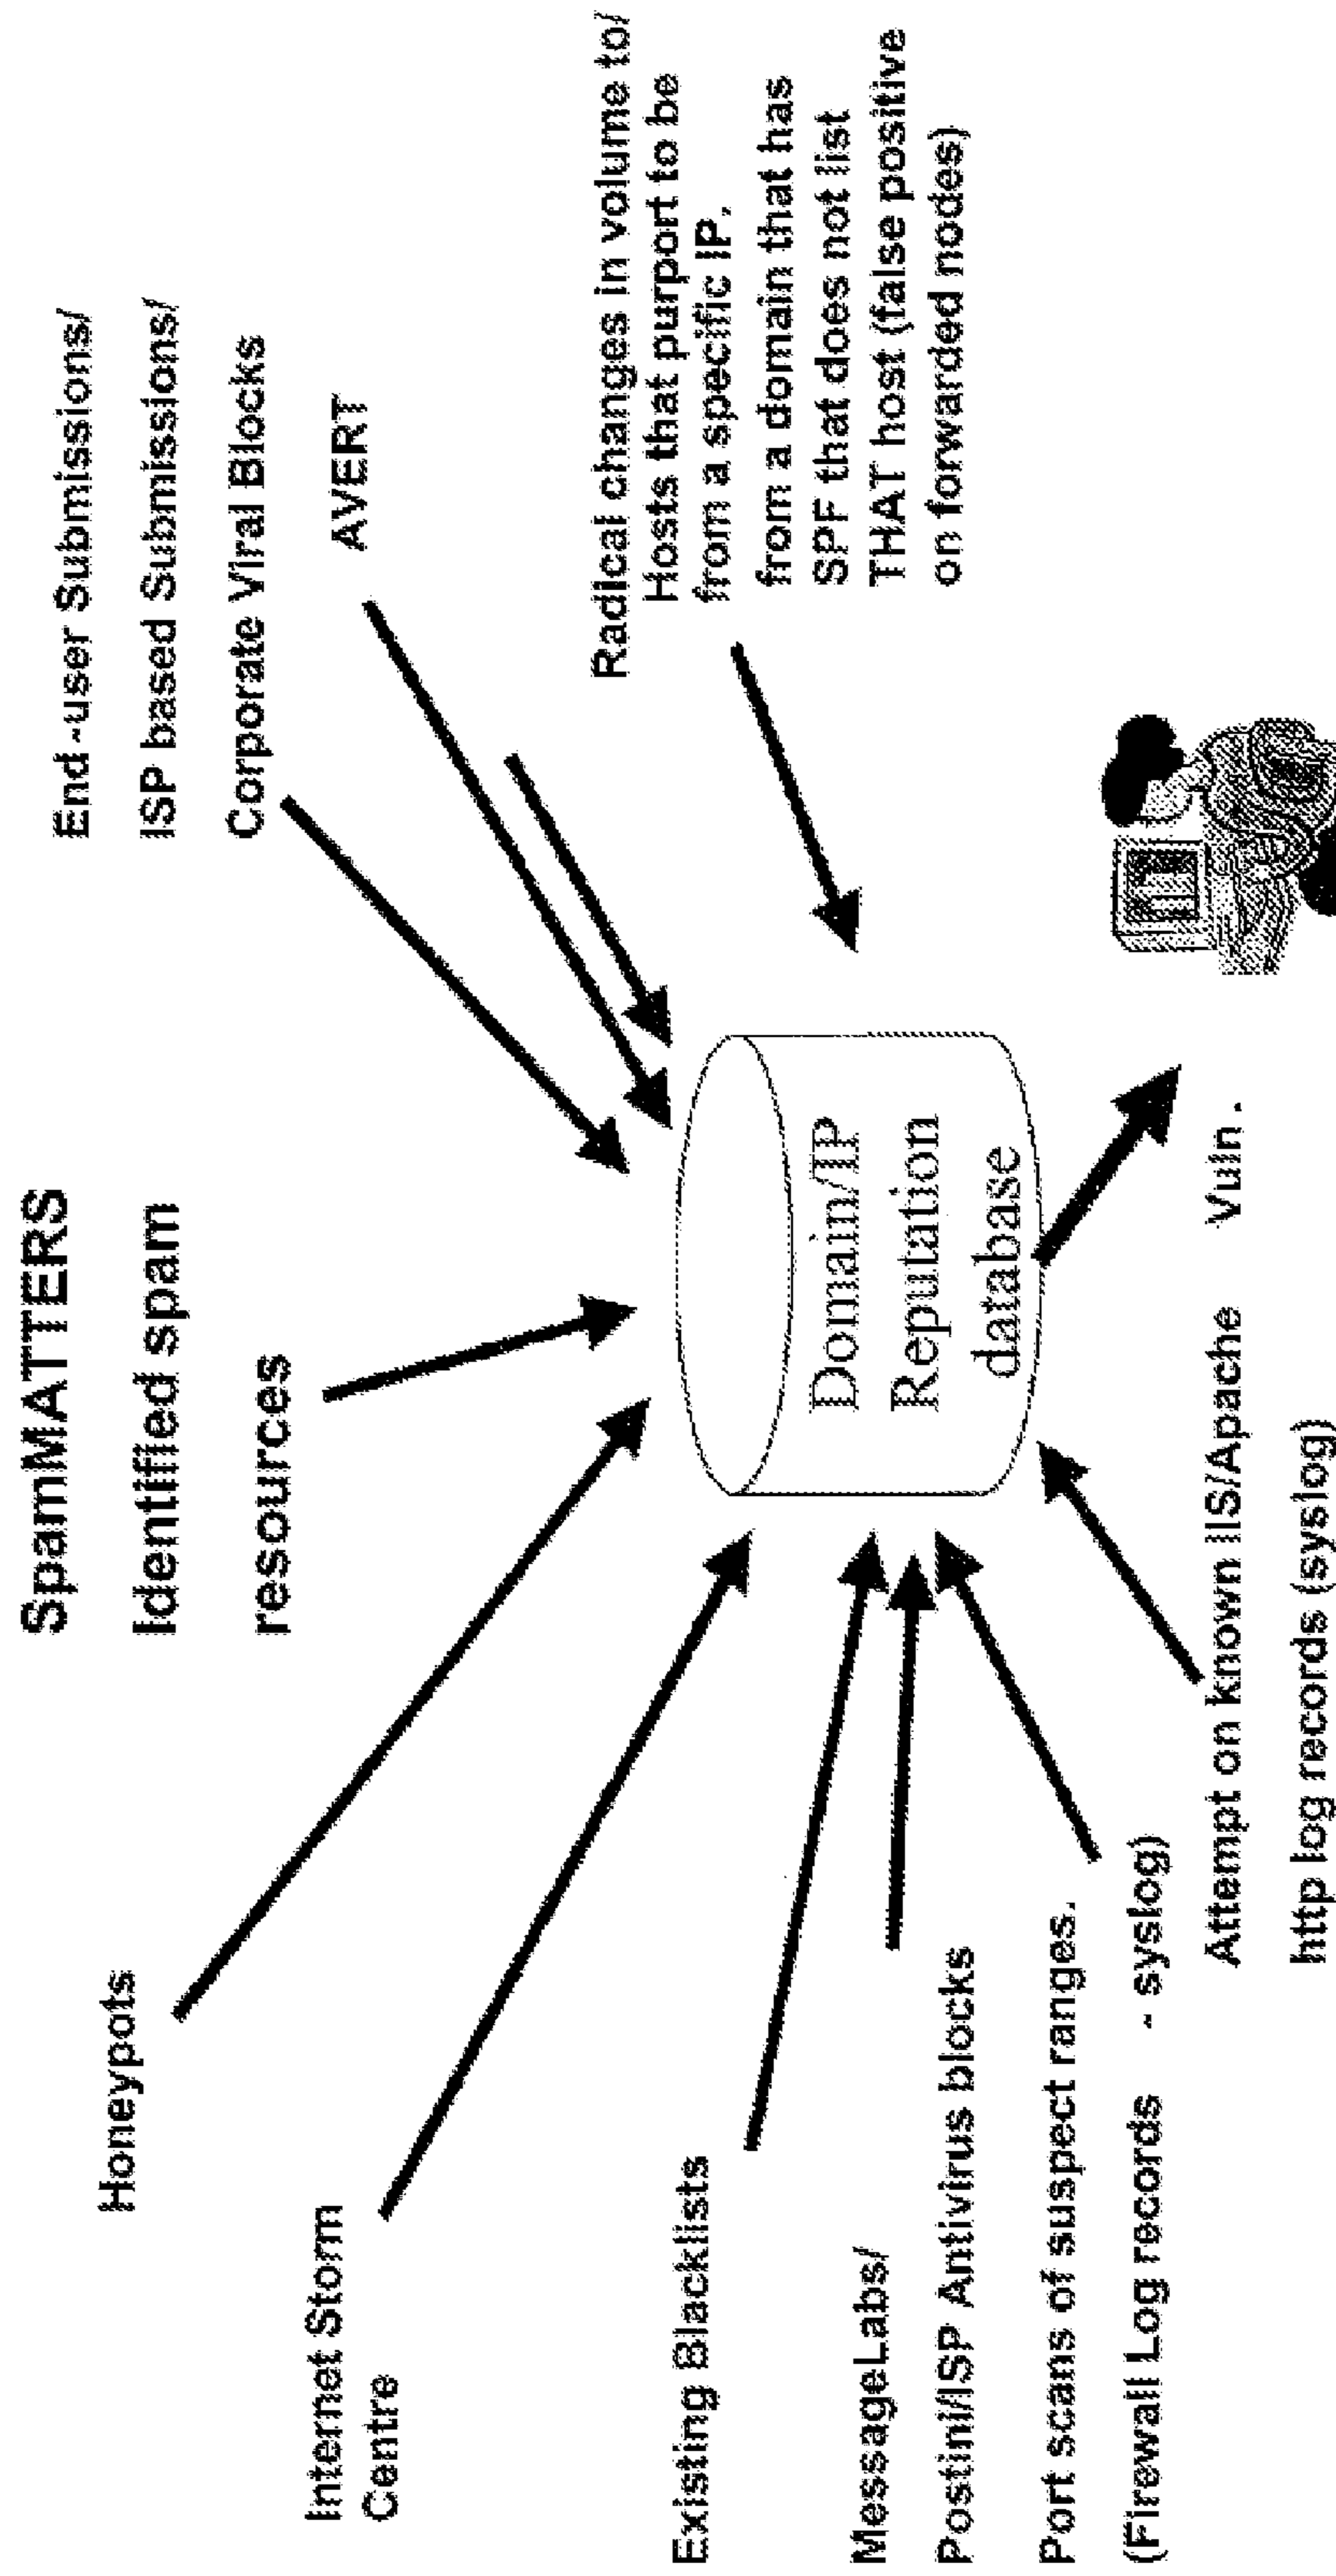 SpamMATTERS
Identified spam
resources
Honeypots
End-user Submissions/
ISP based Submissions/
Corporate Viral Blocks
AVERT
Internet Storm
Centre
Radical changes in volume to/
Hosts that purport to be
from a specific IP.
from a domain that has
SPF that does not list
THAT host (false positive
on forwarded nodes)
Existing Blacklists
Domain/IP
Reputation
database
MessageLabs/
Postini/ISP Antivirus blocks
Port scans of suspect ranges.
(Firewall Log records - syslog)
Attempt on known IIS/Apache Vuln.
http log records (syslog)